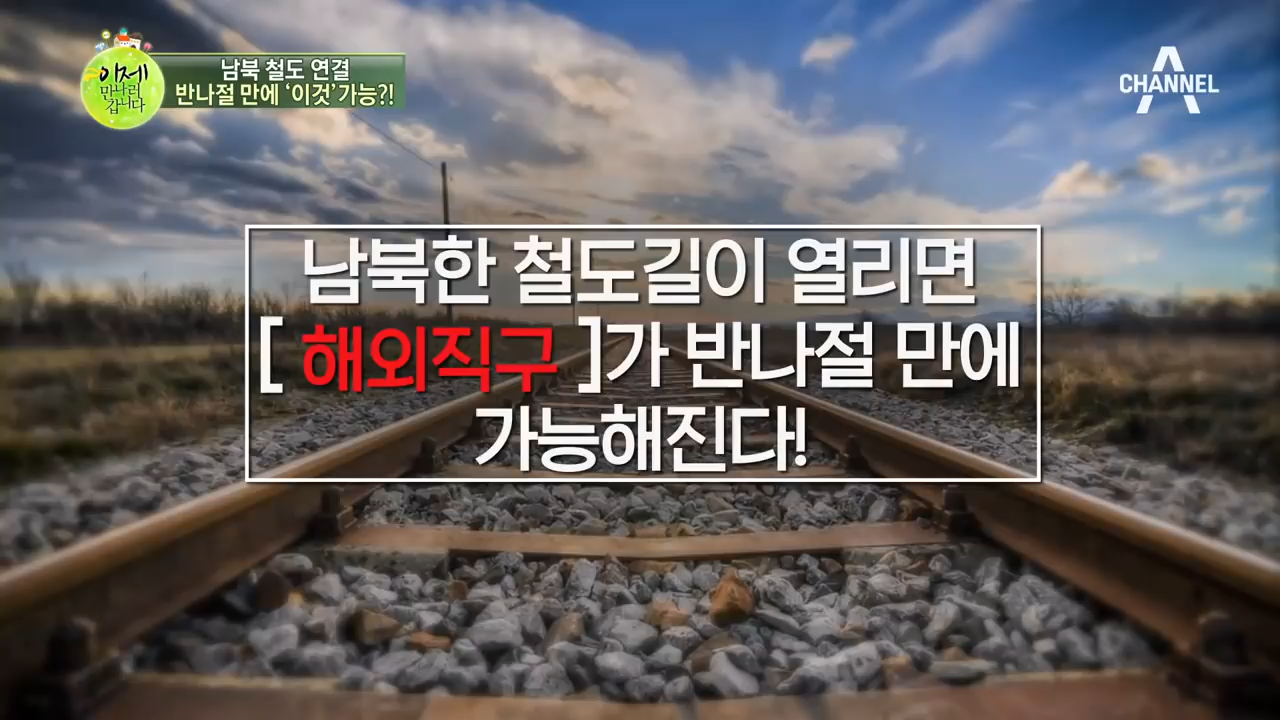 이제
만나러
갑니다
남북 철도 연결
반나절 만에 '이것'가능?!
CHANNEL A
남북한 철도길이 열리면
[ 해외직구 ]가 반나절 만에
가능해진다!